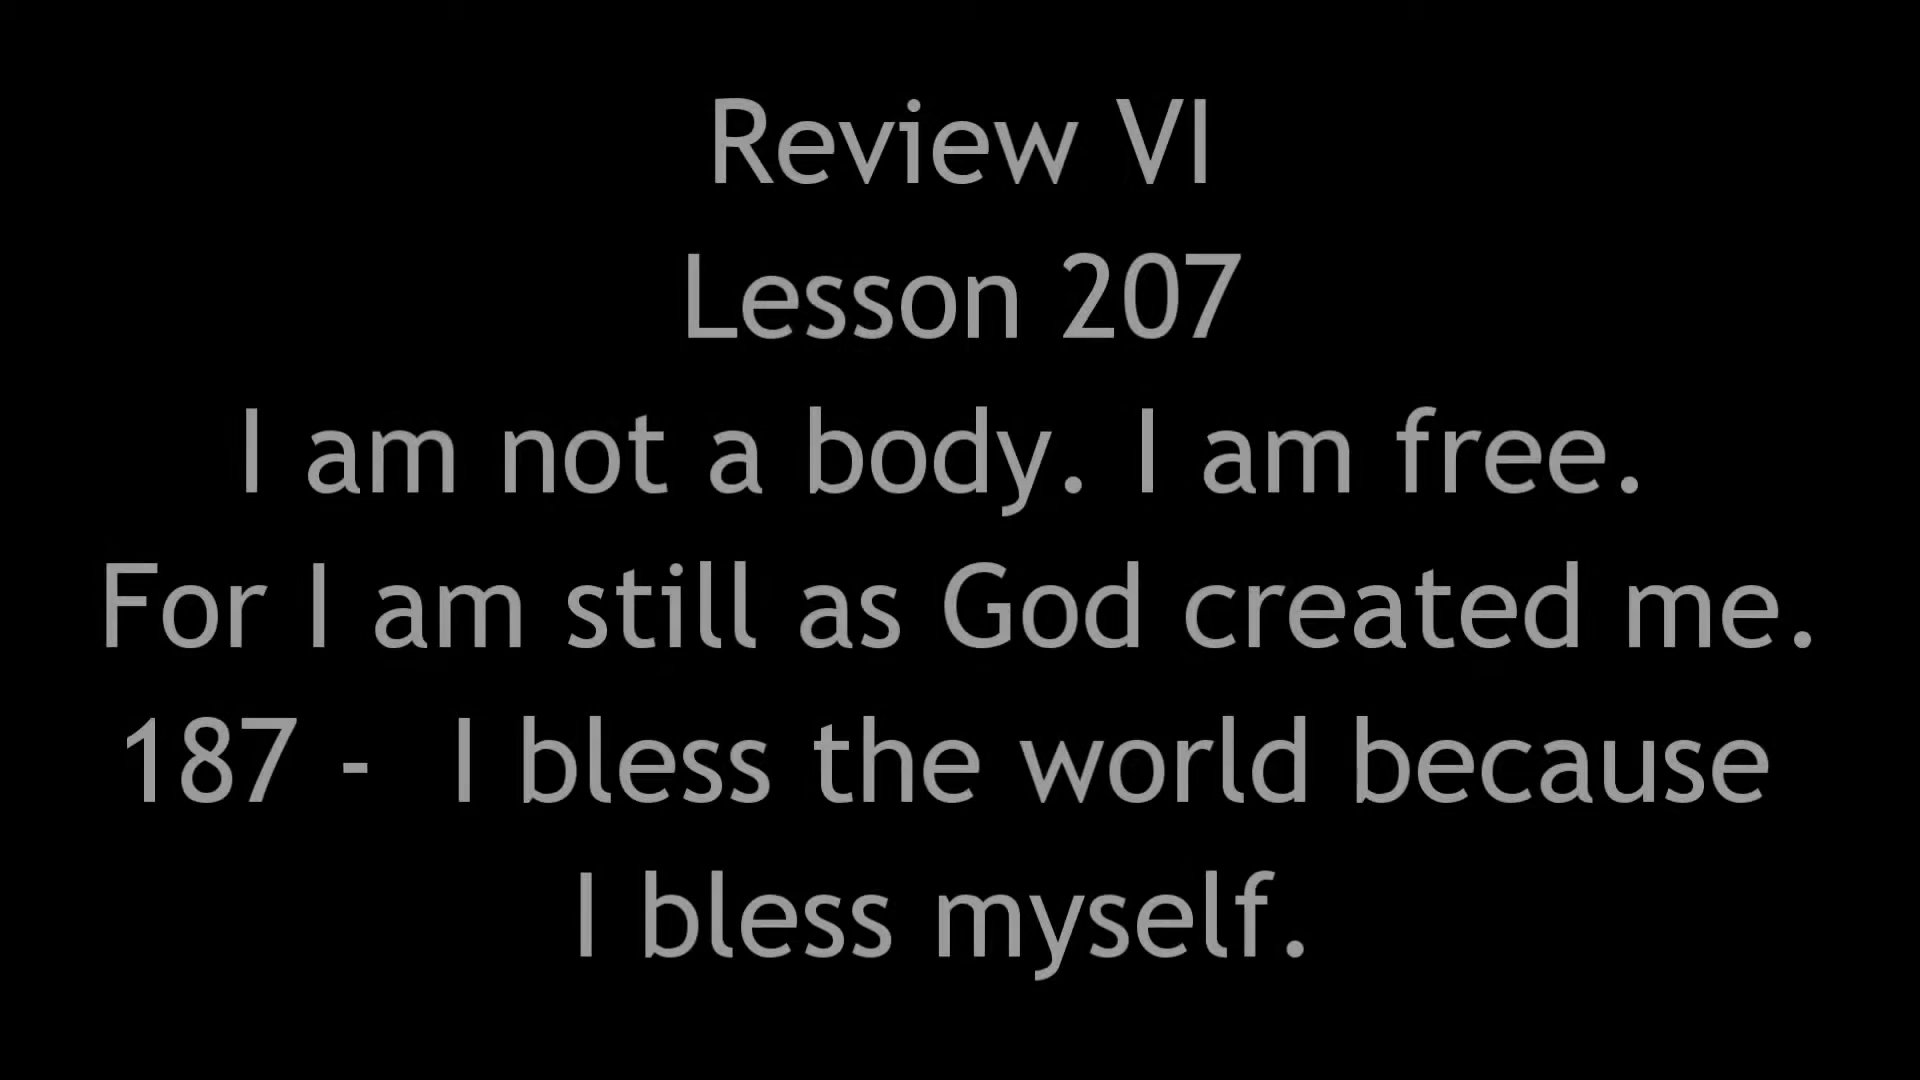 Review VI
Lesson 207
I am not a body. I am free.
For I am still as God created me.
187 -  I bless the world because
I bless myself.